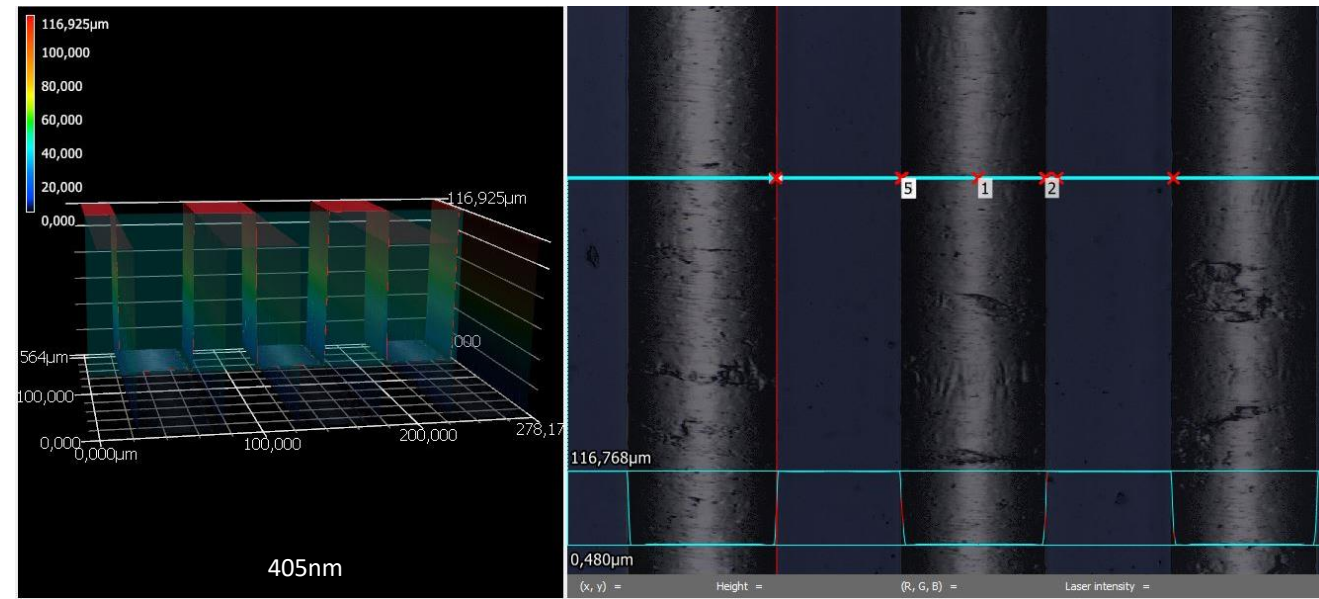 116,925µm
100,000
80,000
60,000
40,000
20,000
0,000
116,925µm
564µm
,000
100,000
0,000
0,000µm
100,000
200,000
278,17
405nm
5
1
2
116,768µm
0,480µm
(x, y) = Height = (R, G, B) = Laser intensity =